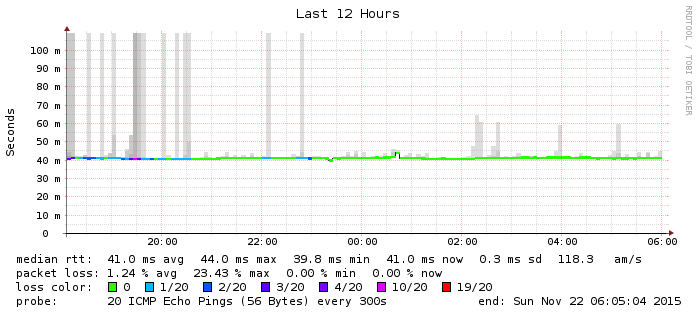 Last 12 Hours
RRDTOOL / TOBI OETIKER
Seconds
100 m
90 m
80 m
70 m
60 m
50 m
40 m
30 m
20 m
10 m
0
20:00 22:00 00:00 02:00 04:00 06:00
median rtt: 41.0 ms avg 44.0 ms max 39.8 ms min 41.0 ms now 0.3 ms sd 118.3 am/s
packet loss: 1.24 % avg 23.43 % max 0.00 % min 0.00 % now
loss color: 0 1/20 2/20 3/20 4/20 10/20 19/20
probe: 20 ICMP Echo Pings (56 Bytes) every 300s end: Sun Nov 22 06:05:04 2015